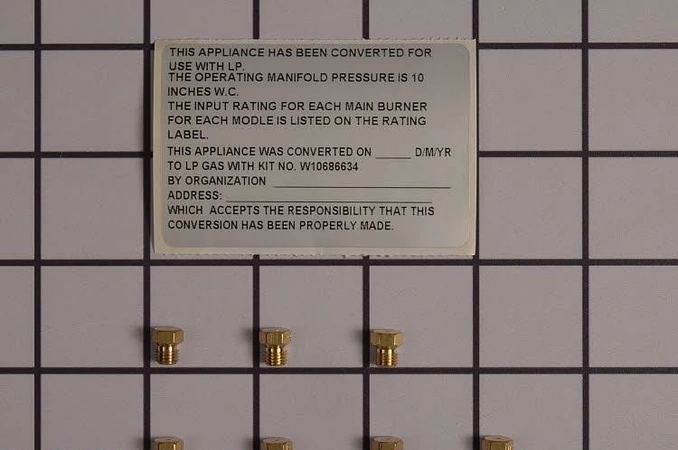 THIS APPLIANCE HAS BEEN CONVERTED FOR
USE WITH LP.
THE OPERATING MANIFOLD PRESSURE IS 10
INCHES W.C.
THE INPUT RATING FOR EACH MAIN BURNER
FOR EACH MODLE IS LISTED ON THE RATING
LABEL.
THIS APPLIANCE WAS CONVERTED ON ______ D/M/YR
TO LP GAS WITH KIT NO. W10686634
BY ORGANIZATION ______________________________
ADDRESS: ___________________________________
WHICH ACCEPTS THE RESPONSIBILITY THAT THIS
CONVERSION HAS BEEN PROPERLY MADE.